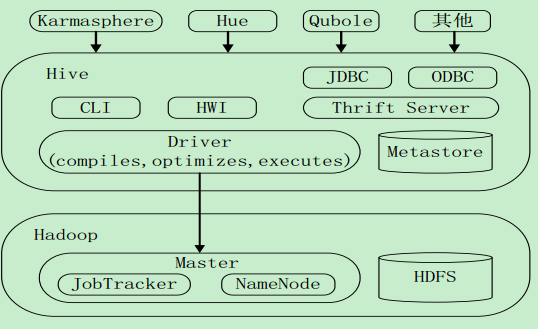 Karmasphere
Hue
Qubole
其他
Hive
JDBC
ODBC
CLI
HWI
Thrift Server
Driver
(compiles,optimizes,executes)
Metastore
Hadoop
Master
JobTracker
NameNode
HDFS